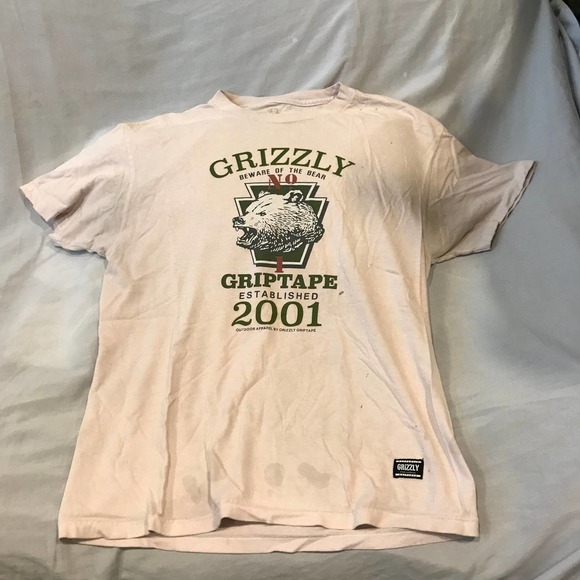 GRIZZLY
BEWARE OF THE BEAR
NO
1
GRIPTAPE
ESTABLISHED
2001
OUTDOOR APPAREL BY GRIZZLY GRIPTAPE
GRIZZLY